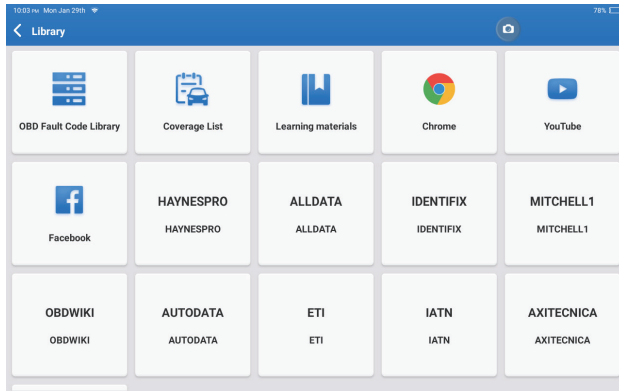 10:03 PM Mon Jan 29th
78%
Library
OBD Fault Code Library
Coverage List
Learning materials
Chrome
YouTube
f
Facebook
HAYNESPRO
HAYNESPRO
ALLDATA
ALLDATA
IDENTIFIX
IDENTIFIX
MITCHELL1
MITCHELL1
OBDWIKI
OBDWIKI
AUTODATA
AUTODATA
ETI
ETI
IATN
IATN
AXITECNICA
AXITECNICA